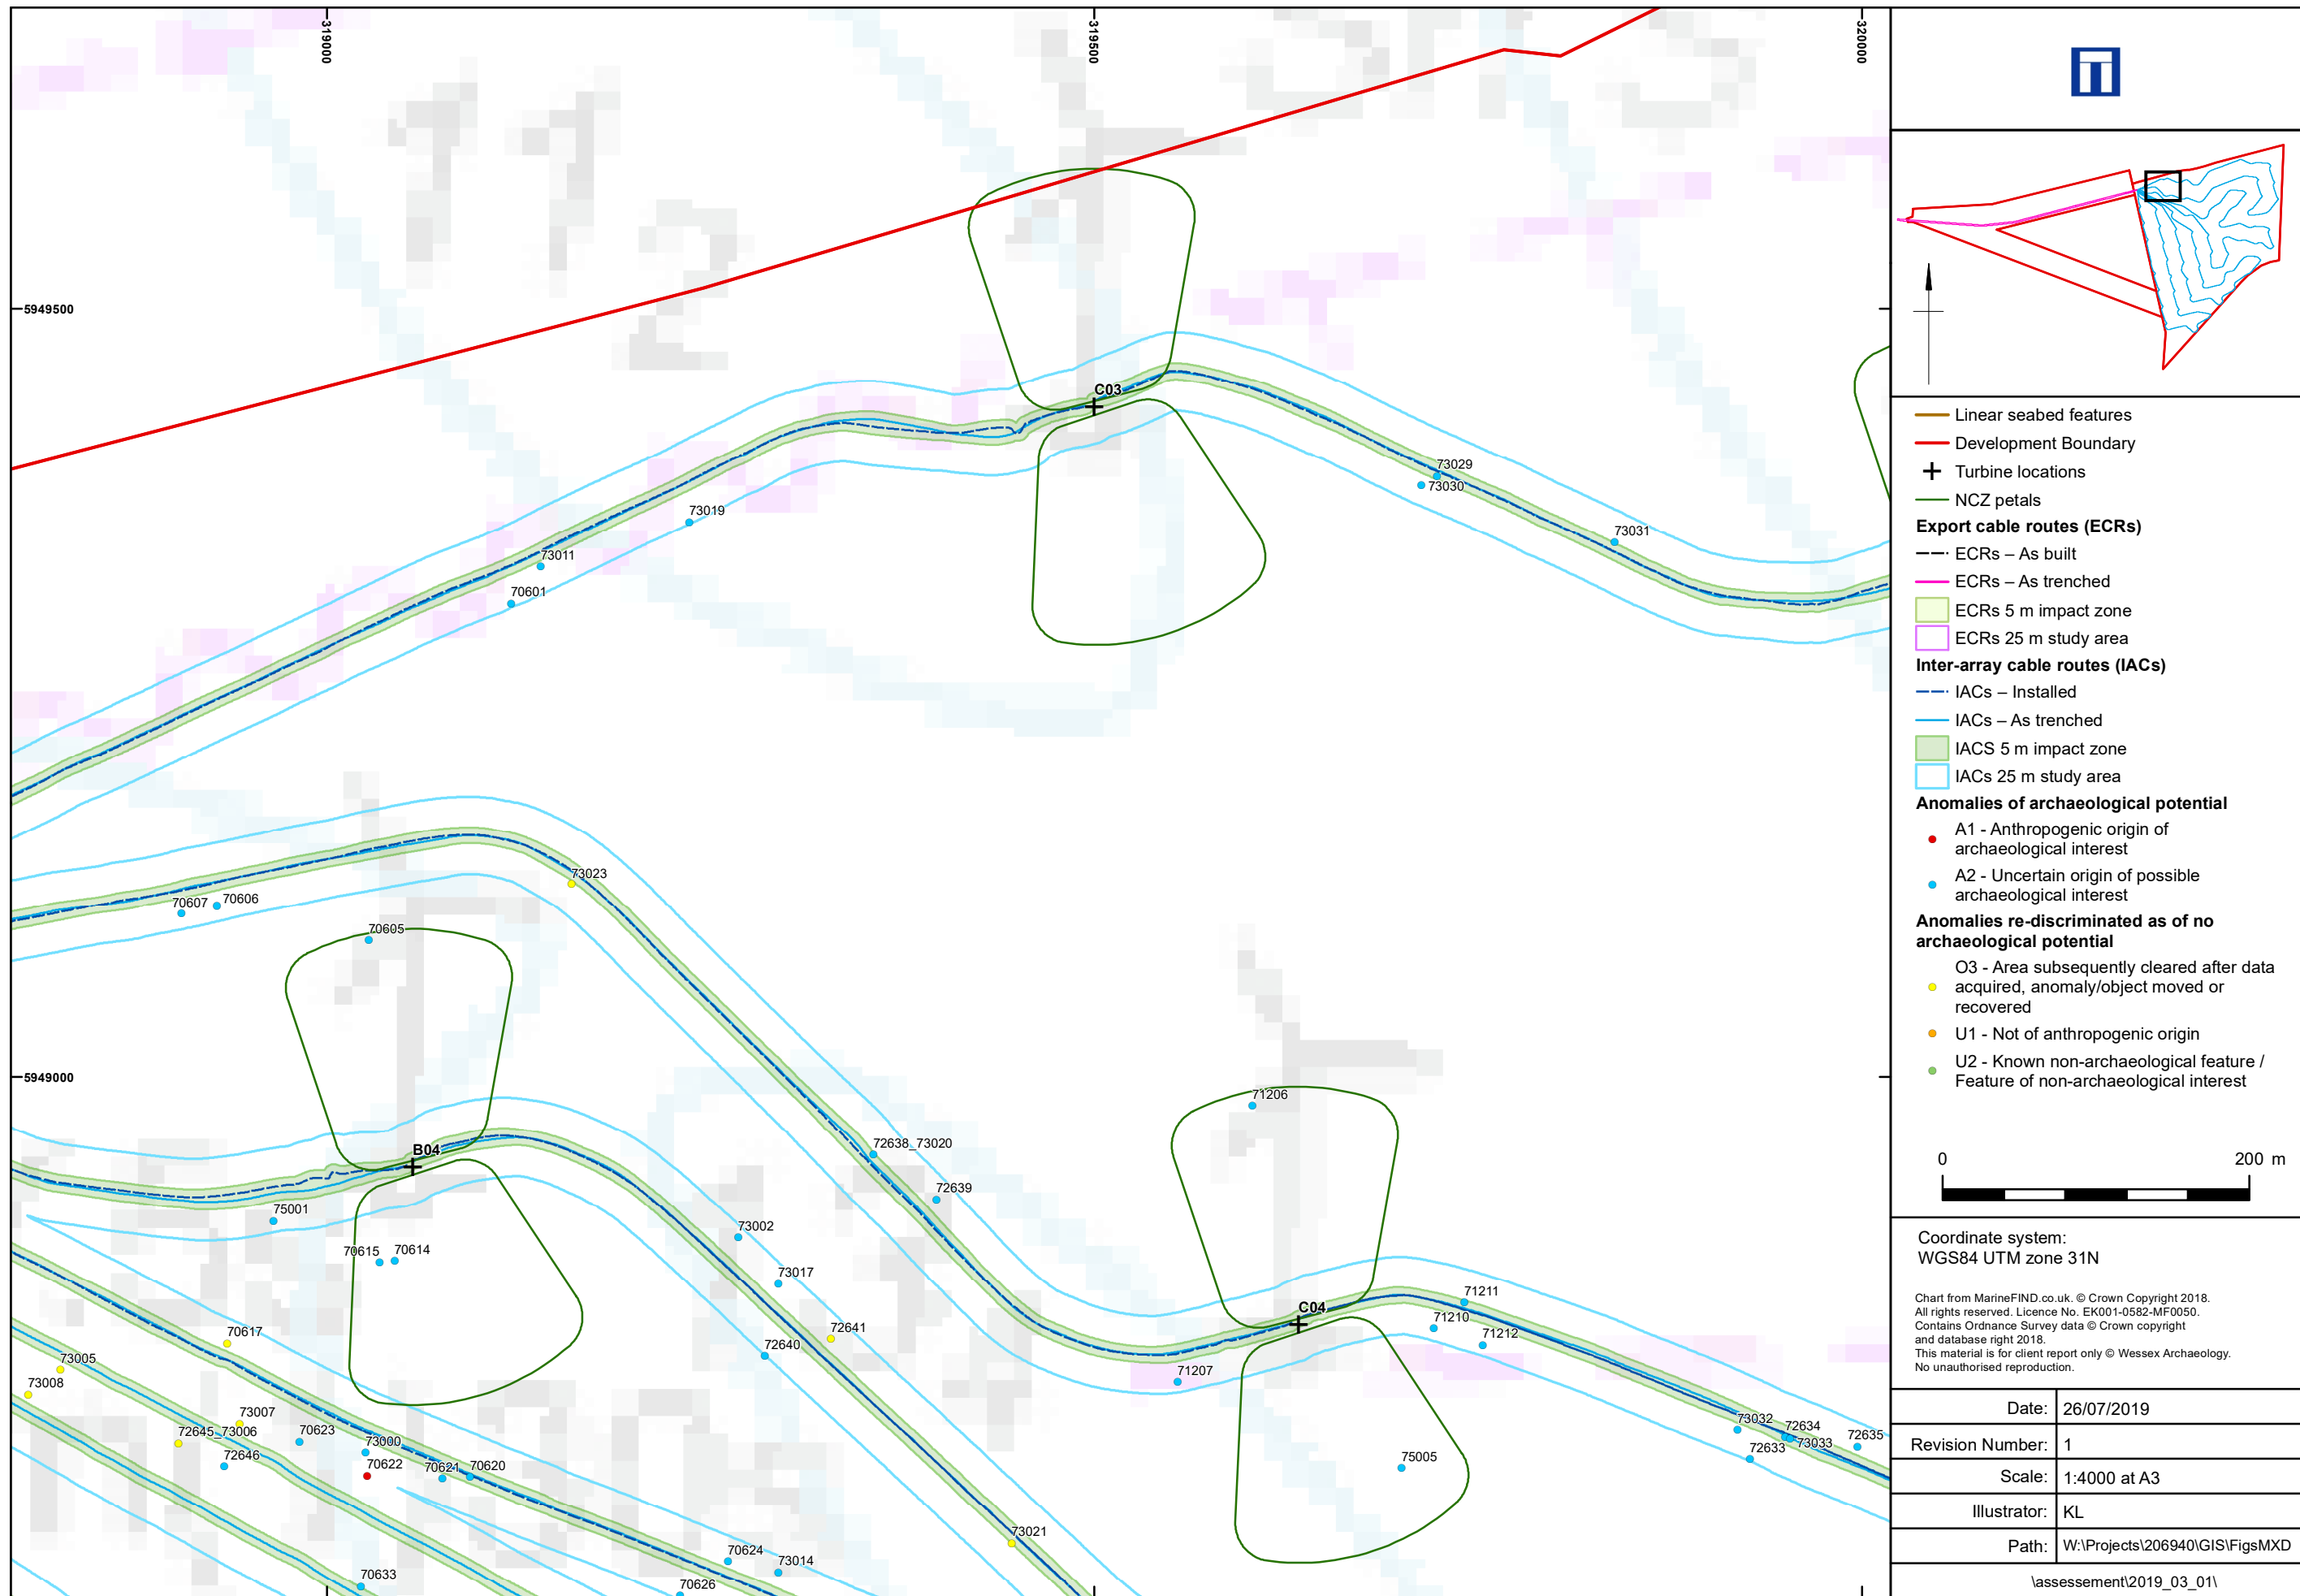 319000
319500
320000
5949500
C03
73029
73030
73019
73031
73011
70601
73023
70607
70606
70605
5949000
71206
B04
72638_73020
72639
75001
73002
70615
70614
73017
C04
71211
71210
71212
72641
72640
70617
73005
73008
71207
73007
72645_73006
70623
73000
72646
70622
70621
70620
73032
72634
73033
72633
72635
75005
73021
70624
73014
70633
70626
Linear seabed features
Development Boundary
Turbine locations
NCZ petals
Export cable routes (ECRs)
ECRs – As built
ECRs – As trenched
ECRs 5 m impact zone
ECRs 25 m study area
Inter-array cable routes (IACs)
IACs – Installed
IACs – As trenched
IACS 5 m impact zone
IACs 25 m study area
Anomalies of archaeological potential
A1 - Anthropogenic origin of
archaeological interest
A2 - Uncertain origin of possible
archaeological interest
Anomalies re-discriminated as of no
archaeological potential
O3 - Area subsequently cleared after data
acquired, anomaly/object moved or
recovered
U1 - Not of anthropogenic origin
U2 - Known non-archaeological feature /
Feature of non-archaeological interest
0 200 m
Coordinate system:
WGS84 UTM zone 31N
Chart from MarineFIND.co.uk. © Crown Copyright 2018.
All rights reserved. Licence No. EK001-0582-MF0050.
Contains Ordnance Survey data © Crown copyright
and database right 2018.
This material is for client report only © Wessex Archaeology.
No unauthorised reproduction.
Date: 26/07/2019
Revision Number: 1
Scale: 1:4000 at A3
Illustrator: KL
Path: W:\Projects\206940\GIS\FigsMXD
\assessement\2019_03_01\